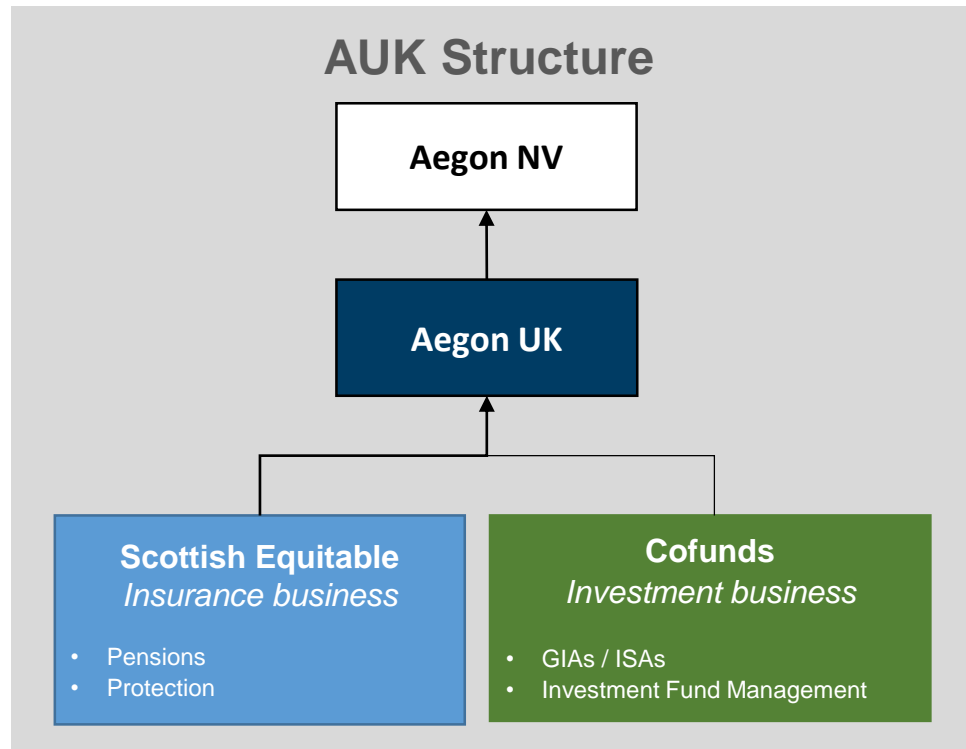 AUK Structure
Aegon NV
Aegon UK
Scottish Equitable
Insurance business
• Pensions
• Protection
Cofunds
Investment business
• GIAs / ISAs
• Investment Fund Management